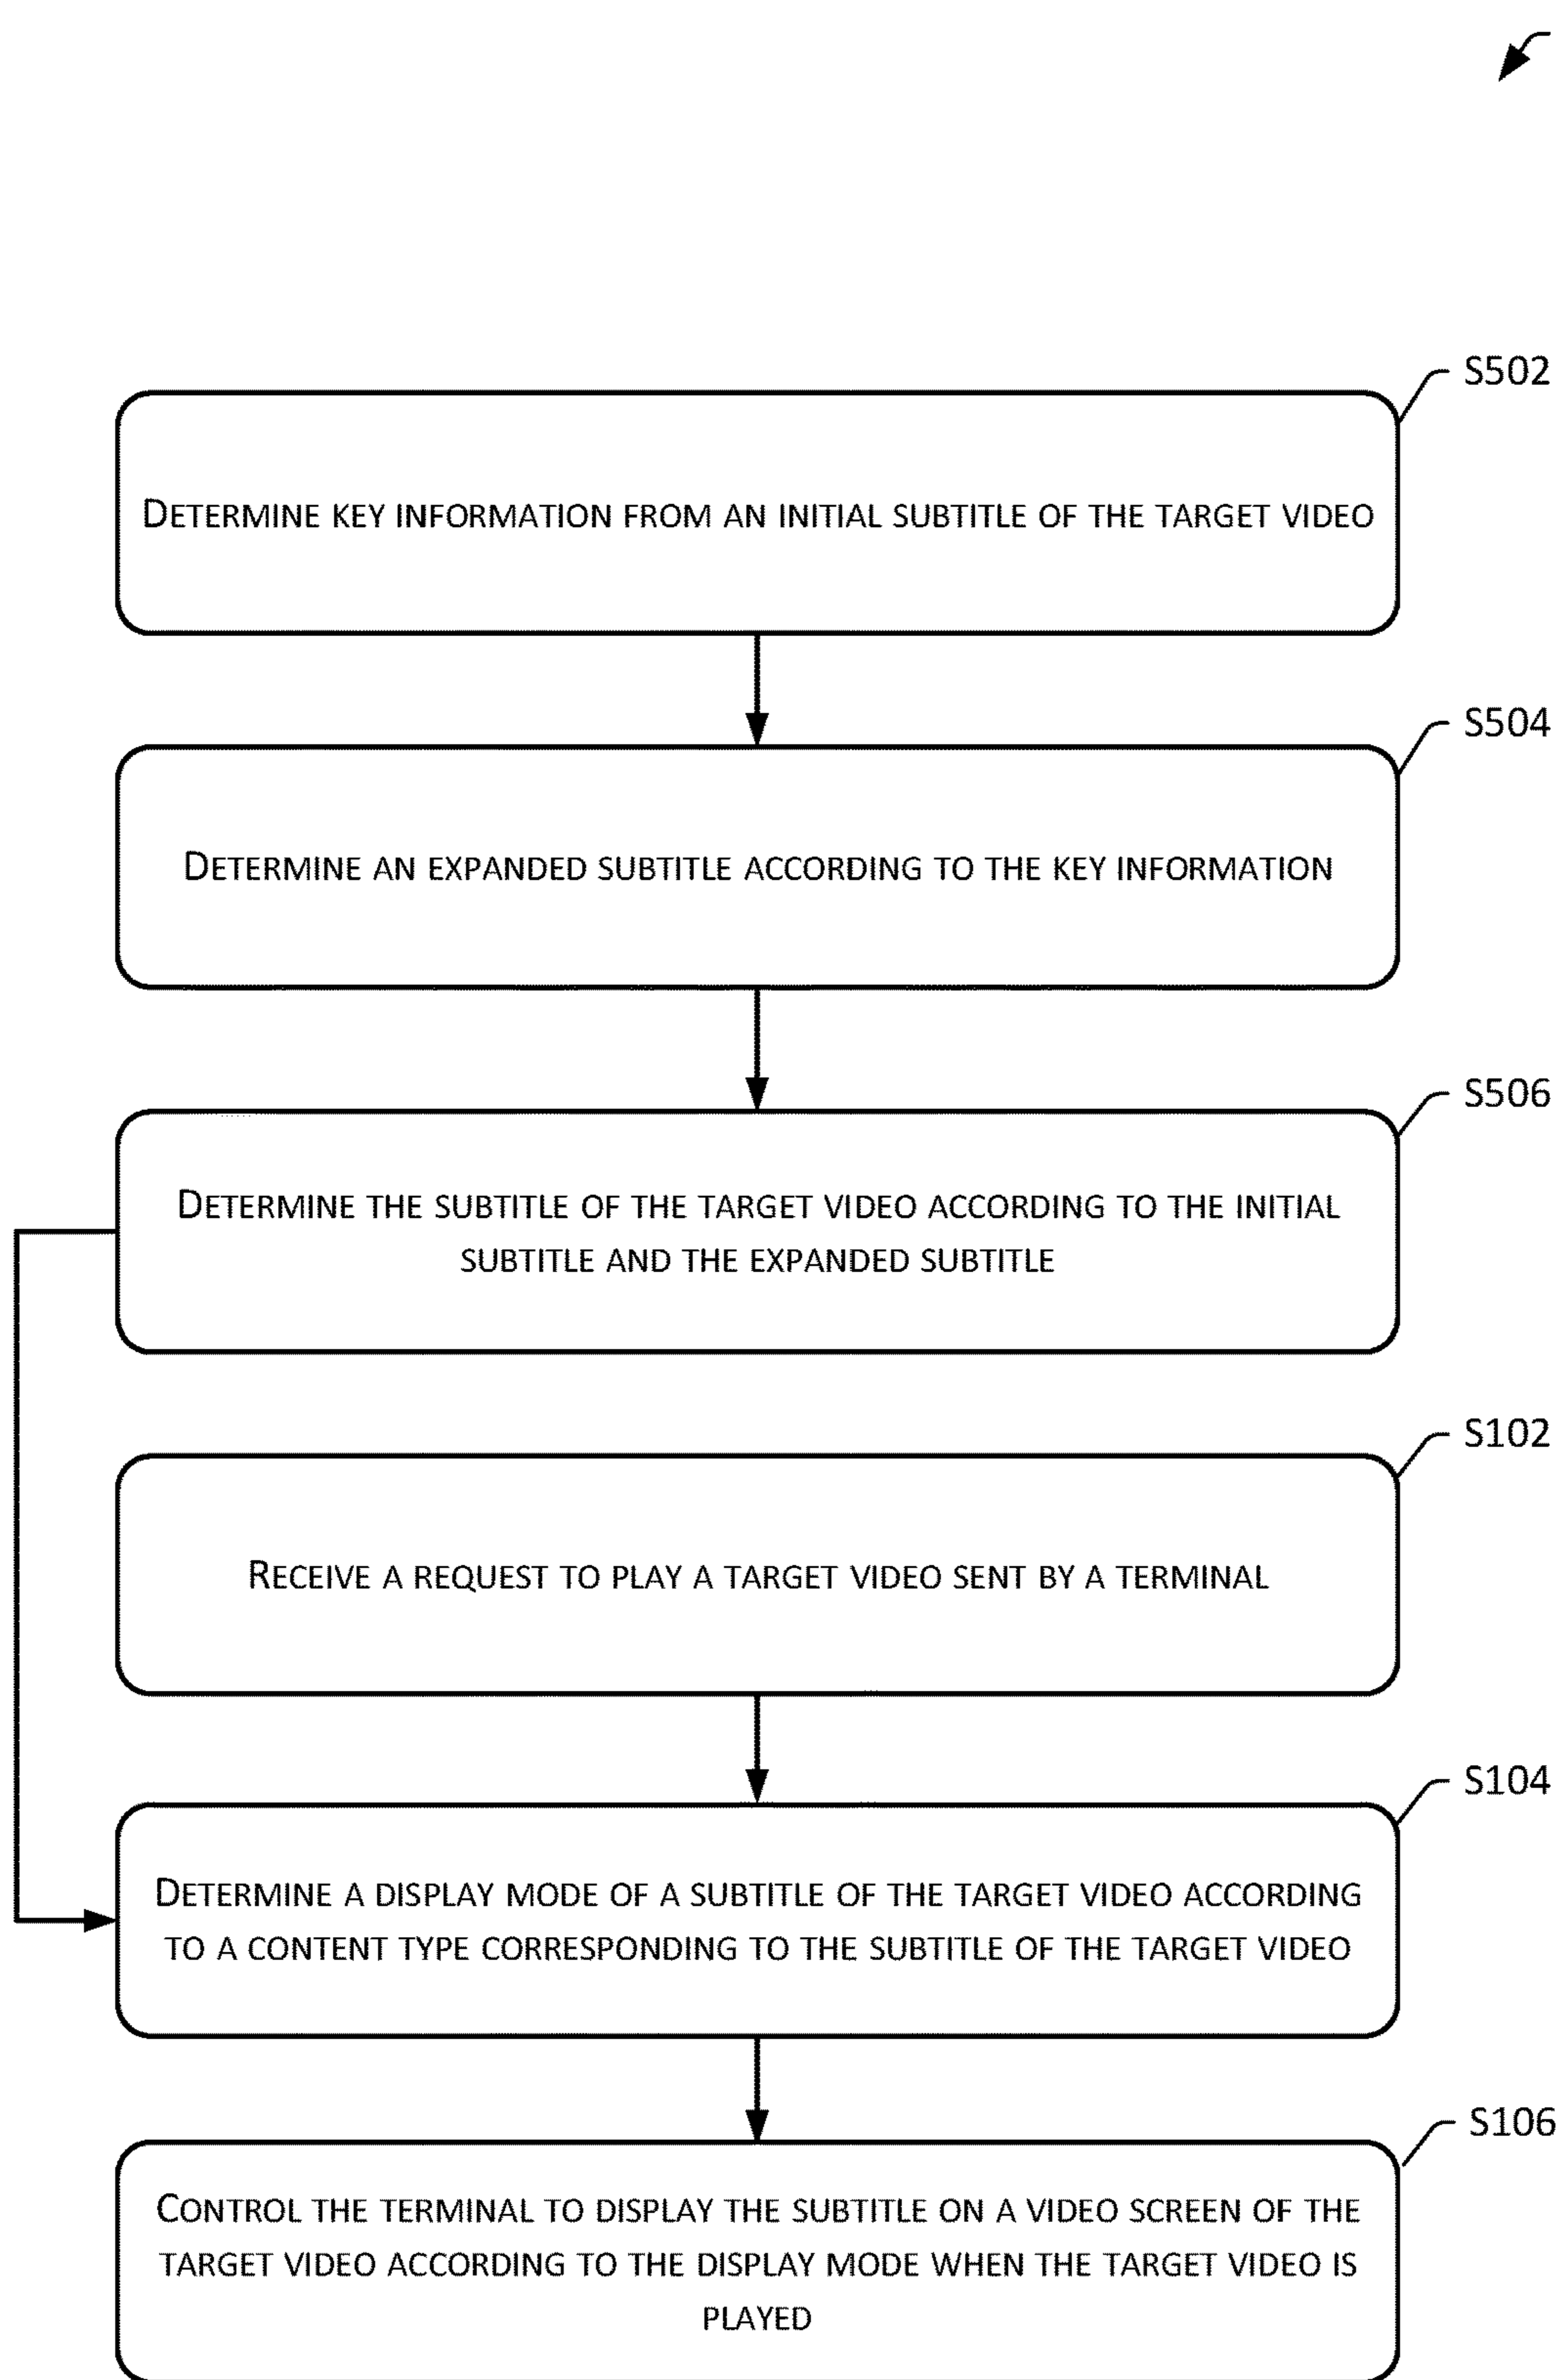 S502
DETERMINE KEY INFORMATION FROM AN INITIAL SUBTITLE OF THE TARGET VIDEO
S504
DETERMINE AN EXPANDED SUBTITLE ACCORDING TO THE KEY INFORMATION
S506
DETERMINE THE SUBTITLE OF THE TARGET VIDEO ACCORDING TO THE INITIAL
SUBTITLE AND THE EXPANDED SUBTITLE
S102
RECEIVE A REQUEST TO PLAY A TARGET VIDEO SENT BY A TERMINAL
S104
DETERMINE A DISPLAY MODE OF A SUBTITLE OF THE TARGET VIDEO ACCORDING
TO A CONTENT TYPE CORRESPONDING TO THE SUBTITLE OF THE TARGET VIDEO
S106
CONTROL THE TERMINAL TO DISPLAY THE SUBTITLE ON A VIDEO SCREEN OF THE
TARGET VIDEO ACCORDING TO THE DISPLAY MODE WHEN THE TARGET VIDEO IS
PLAYED